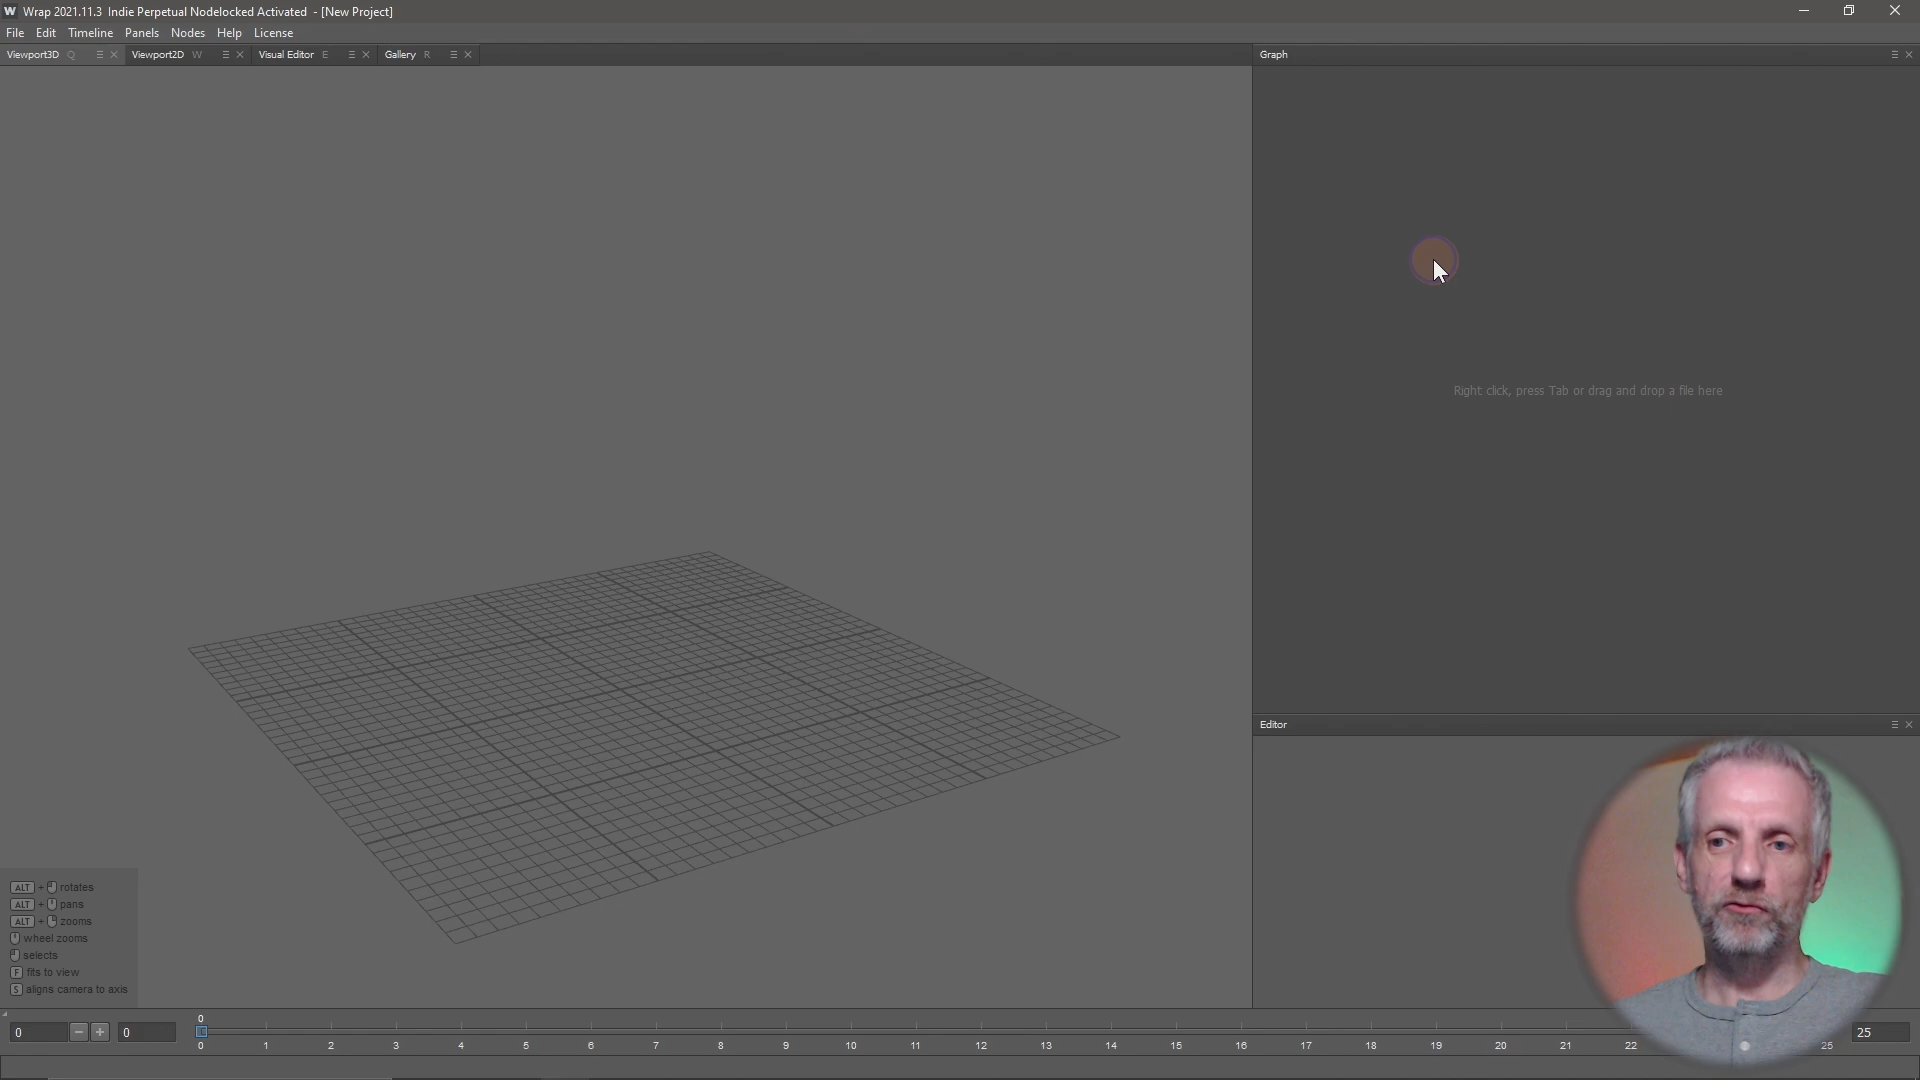 W Wrap 2021.11.3 Indie Perpetual Nodelocked Activated - [New Project]
File Edit Timeline Panels Nodes Help License
Viewport3D Q Viewport2D W Visual Editor E Gallery R
Graph
Right click, press Tab or drag and drop a file here
Editor
ALT + rotates
ALT + pans
ALT + zooms
wheel zooms
selects
F fits to view
S aligns camera to axis
0
0 − + 0 25
0 1 2 3 4 5 6 7 8 9 10 11 12 13 14 15 16 17 18 19 20 21 22 25